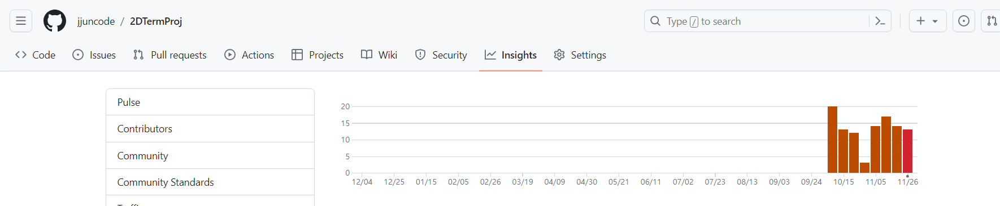 jjuncode / 2DTermProj
Type / to search
Code Issues Pull requests Actions Projects Wiki Security Insights Settings
Pulse
Contributors
Community
Community Standards
20
15
10
5
0
12/04 12/25 01/15 02/05 02/26 03/19 04/09 04/30 05/21 06/11 07/02 07/23 08/13 09/03 09/24 10/15 11/05 11/26